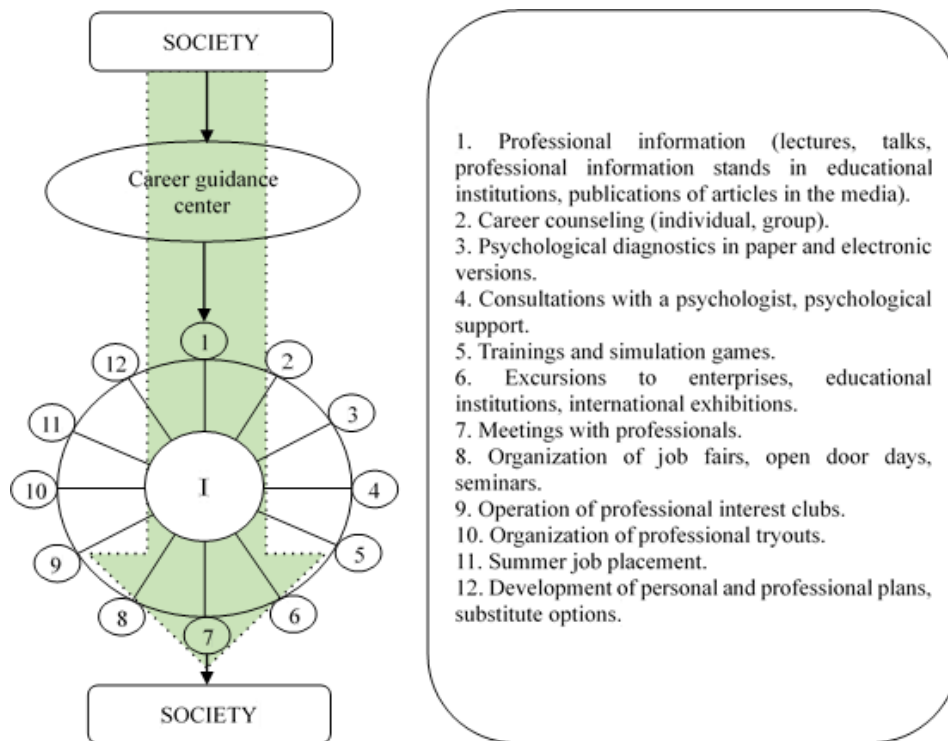 SOCIETY
Career guidance
center
1
2
3
4
5
6
7
8
9
10
11
12
I
SOCIETY
1. Professional information (lectures, talks,
professional information stands in educational
institutions, publications of articles in the media).
2. Career counseling (individual, group).
3. Psychological diagnostics in paper and electronic
versions.
4. Consultations with a psychologist, psychological
support.
5. Trainings and simulation games.
6. Excursions to enterprises, educational
institutions, international exhibitions.
7. Meetings with professionals.
8. Organization of job fairs, open door days,
seminars.
9. Operation of professional interest clubs.
10. Organization of professional tryouts.
11. Summer job placement.
12. Development of personal and professional plans,
substitute options.